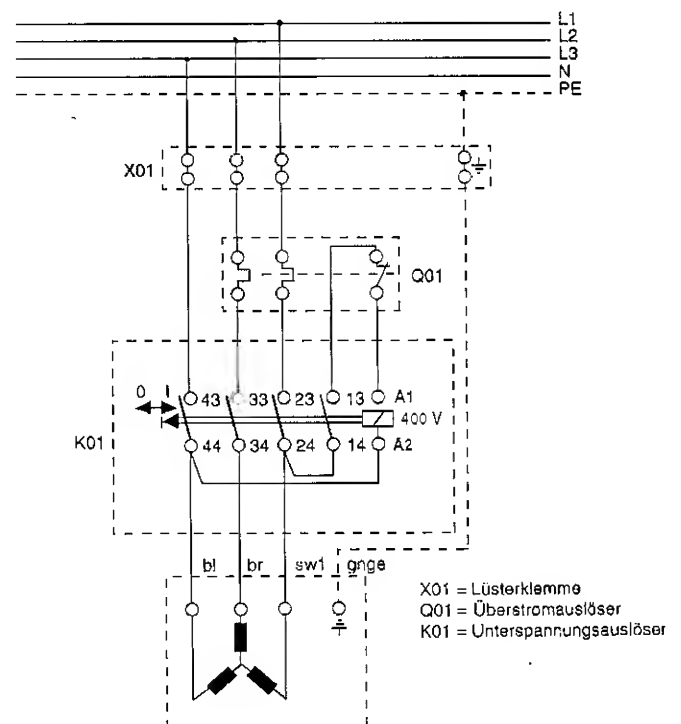 L1
L2
L3
N
PE
X01
Q01
0 I
43 33 23 13 A1
400 V
K01
44 34 24 14 A2
bl br sw1 gnge
X01 = Lüsterklemme
Q01 = Überstromauslöser
K01 = Unterspannungsauslöser